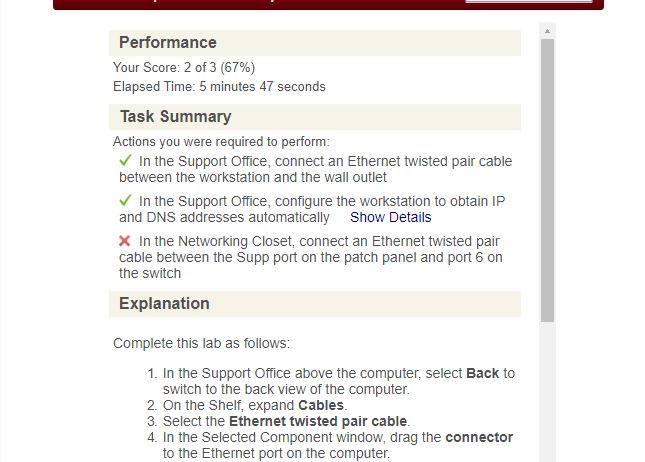 Performance
Your Score: 2 of 3 (67%)
Elapsed Time: 5 minutes 47 seconds
Task Summary
Actions you were required to perform:
In the Support Office, connect an Ethernet twisted pair cable
between the workstation and the wall outlet
In the Support Office, configure the workstation to obtain IP
and DNS addresses automatically Show Details
In the Networking Closet, connect an Ethernet twisted pair
cable between the Supp port on the patch panel and port 6 on
the switch
Explanation
Complete this lab as follows:
1. In the Support Office above the computer, select Back to
switch to the back view of the computer.
2. On the Shelf, expand Cables.
3. Select the Ethernet twisted pair cable.
4. In the Selected Component window, drag the connector
to the Ethernet port on the computer.